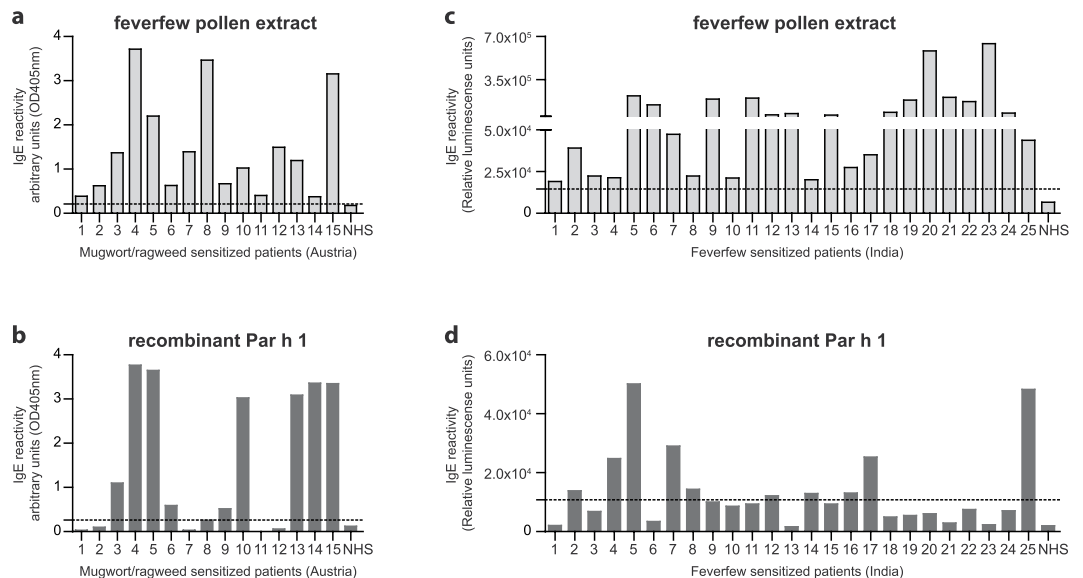 a
feverfew pollen extract
IgE reactivity
arbitrary units (OD405nm)
4
3
2
1
0
1 2 3 4 5 6 7 8 9 10 11 12 13 14 15 NHS
Mugwort/ragweed sensitized patients (Austria)
c
feverfew pollen extract
IgE reactivity
(Relative luminescense units)
7.0x10⁵
3.5x10⁵
5.0x10⁴
2.5x10⁴
0
1 2 3 4 5 6 7 8 9 10 11 12 13 14 15 16 17 18 19 20 21 22 23 24 25 NHS
Feverfew sensitized patients (India)
b
recombinant Par h 1
IgE reactivity
arbitrary units (OD405nm)
4
3
2
1
0
1 2 3 4 5 6 7 8 9 10 11 12 13 14 15 NHS
Mugwort/ragweed sensitized patients (Austria)
d
recombinant Par h 1
IgE reactivity
(Relative luminescense units)
6.0x10⁴
4.0x10⁴
2.0x10⁴
0
1 2 3 4 5 6 7 8 9 10 11 12 13 14 15 16 17 18 19 20 21 22 23 24 25 NHS
Feverfew sensitized patients (India)